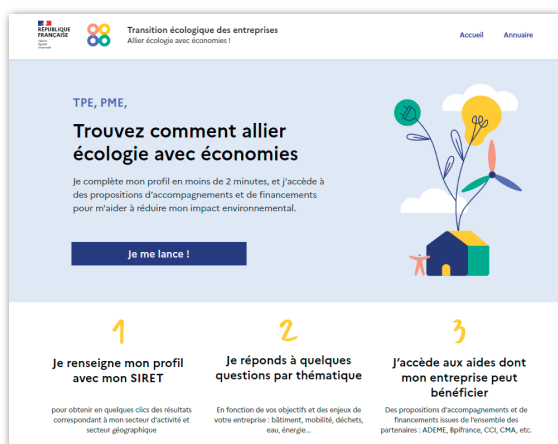 RÉPUBLIQUE
FRANÇAISE
Transition écologique des entreprises
Allier écologie avec économies !
Accueil
Annuaire
TPE, PME,
Trouvez comment allier
écologie avec économies
Je complète mon profil en moins de 2 minutes, et j'accède à
des propositions d'accompagnements et de financements
pour m'aider à réduire mon impact environnemental.
Je me lance !
1
Je renseigne mon profil
avec mon SIRET
pour obtenir en quelques clics des résultats
correspondant à mon secteur d'activité et
secteur géographique
2
Je réponds à quelques
questions par thématique
En fonction de vos objectifs et des enjeux de
votre entreprise : bâtiment, mobilité, déchets,
eau, énergie...
3
J'accède aux aides dont
mon entreprise peut
bénéficier
Des propositions d'accompagnements et de
financements issues de l'ensemble des
partenaires : ADEME, Bpifrance, CCI, CMA, etc.